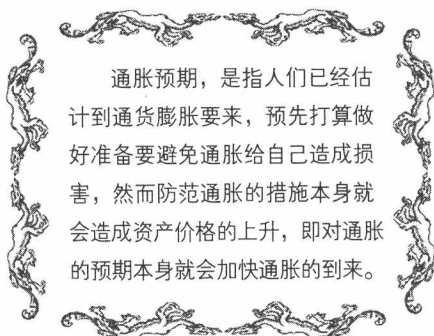 通胀预期，是指人们已经估
计到通货膨胀要来，预先打算做
好准备要避免通胀给自己造成损
害，然而防范通胀的措施本身就
会造成资产价格的上升，即对通胀
的预期本身就会加快通胀的到来。